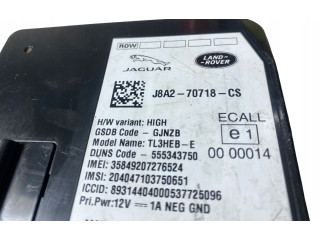 ROW
JAGUAR
LAND-
ROVER
J8A2-70718-CS
H/W variant: HIGH
GSDB Code - GJNZB
Model Name: TL3HEB-E
DUNS Code - 555343750
IMEI: 35849207276524
IMSI: 204047103750651
ICCID: 89314404000537725096
Pri.Pwr:12V ⎓ 1A NEG GND
ECALL
e1
00 00014